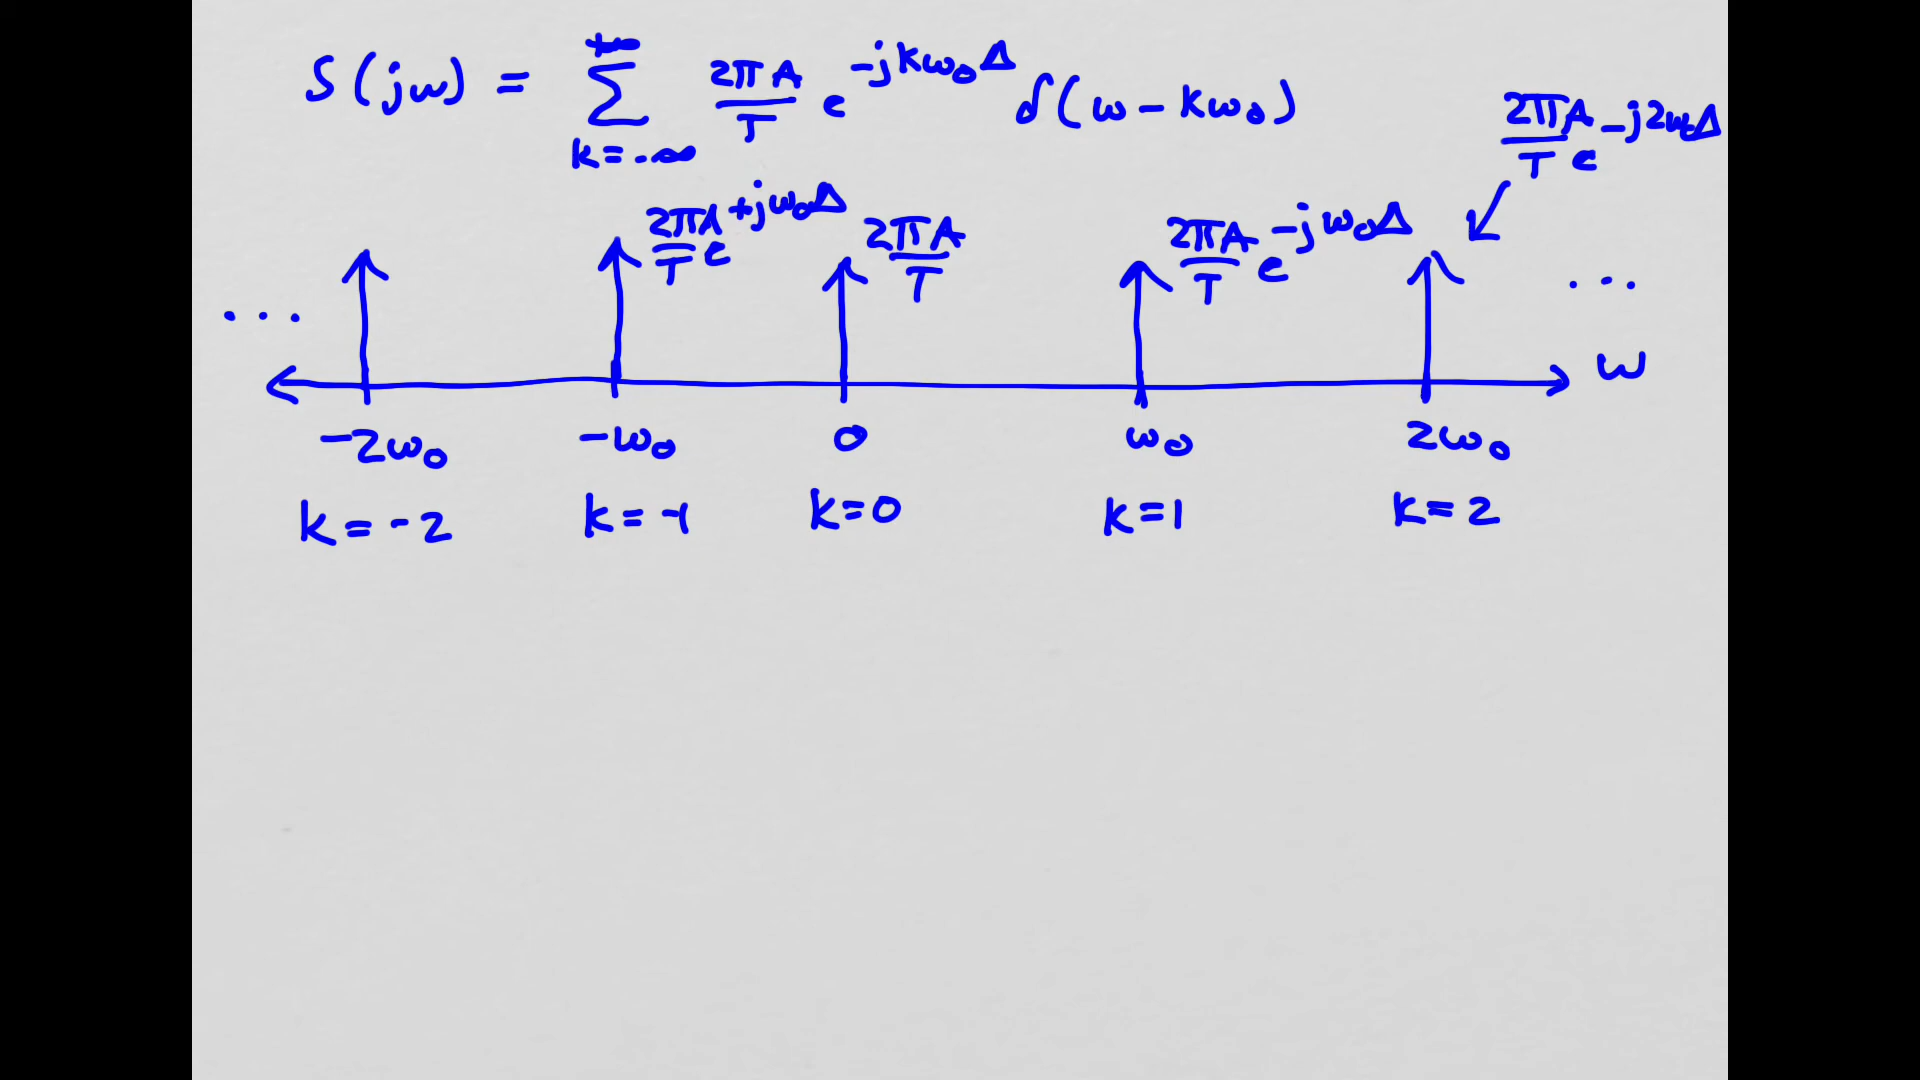 S(jω) = Σ_{k=-∞}^{+∞} 2πA/T e^{-jkω₀Δ} δ(ω - kω₀)
2πA/T e^{-j2ω₀Δ}
2πA/T e^{+jω₀Δ} 2πA/T 2πA/T e^{-jω₀Δ}
... ...
ω
-2ω₀ -ω₀ 0 ω₀ 2ω₀
k=-2 k=-1 k=0 k=1 k=2